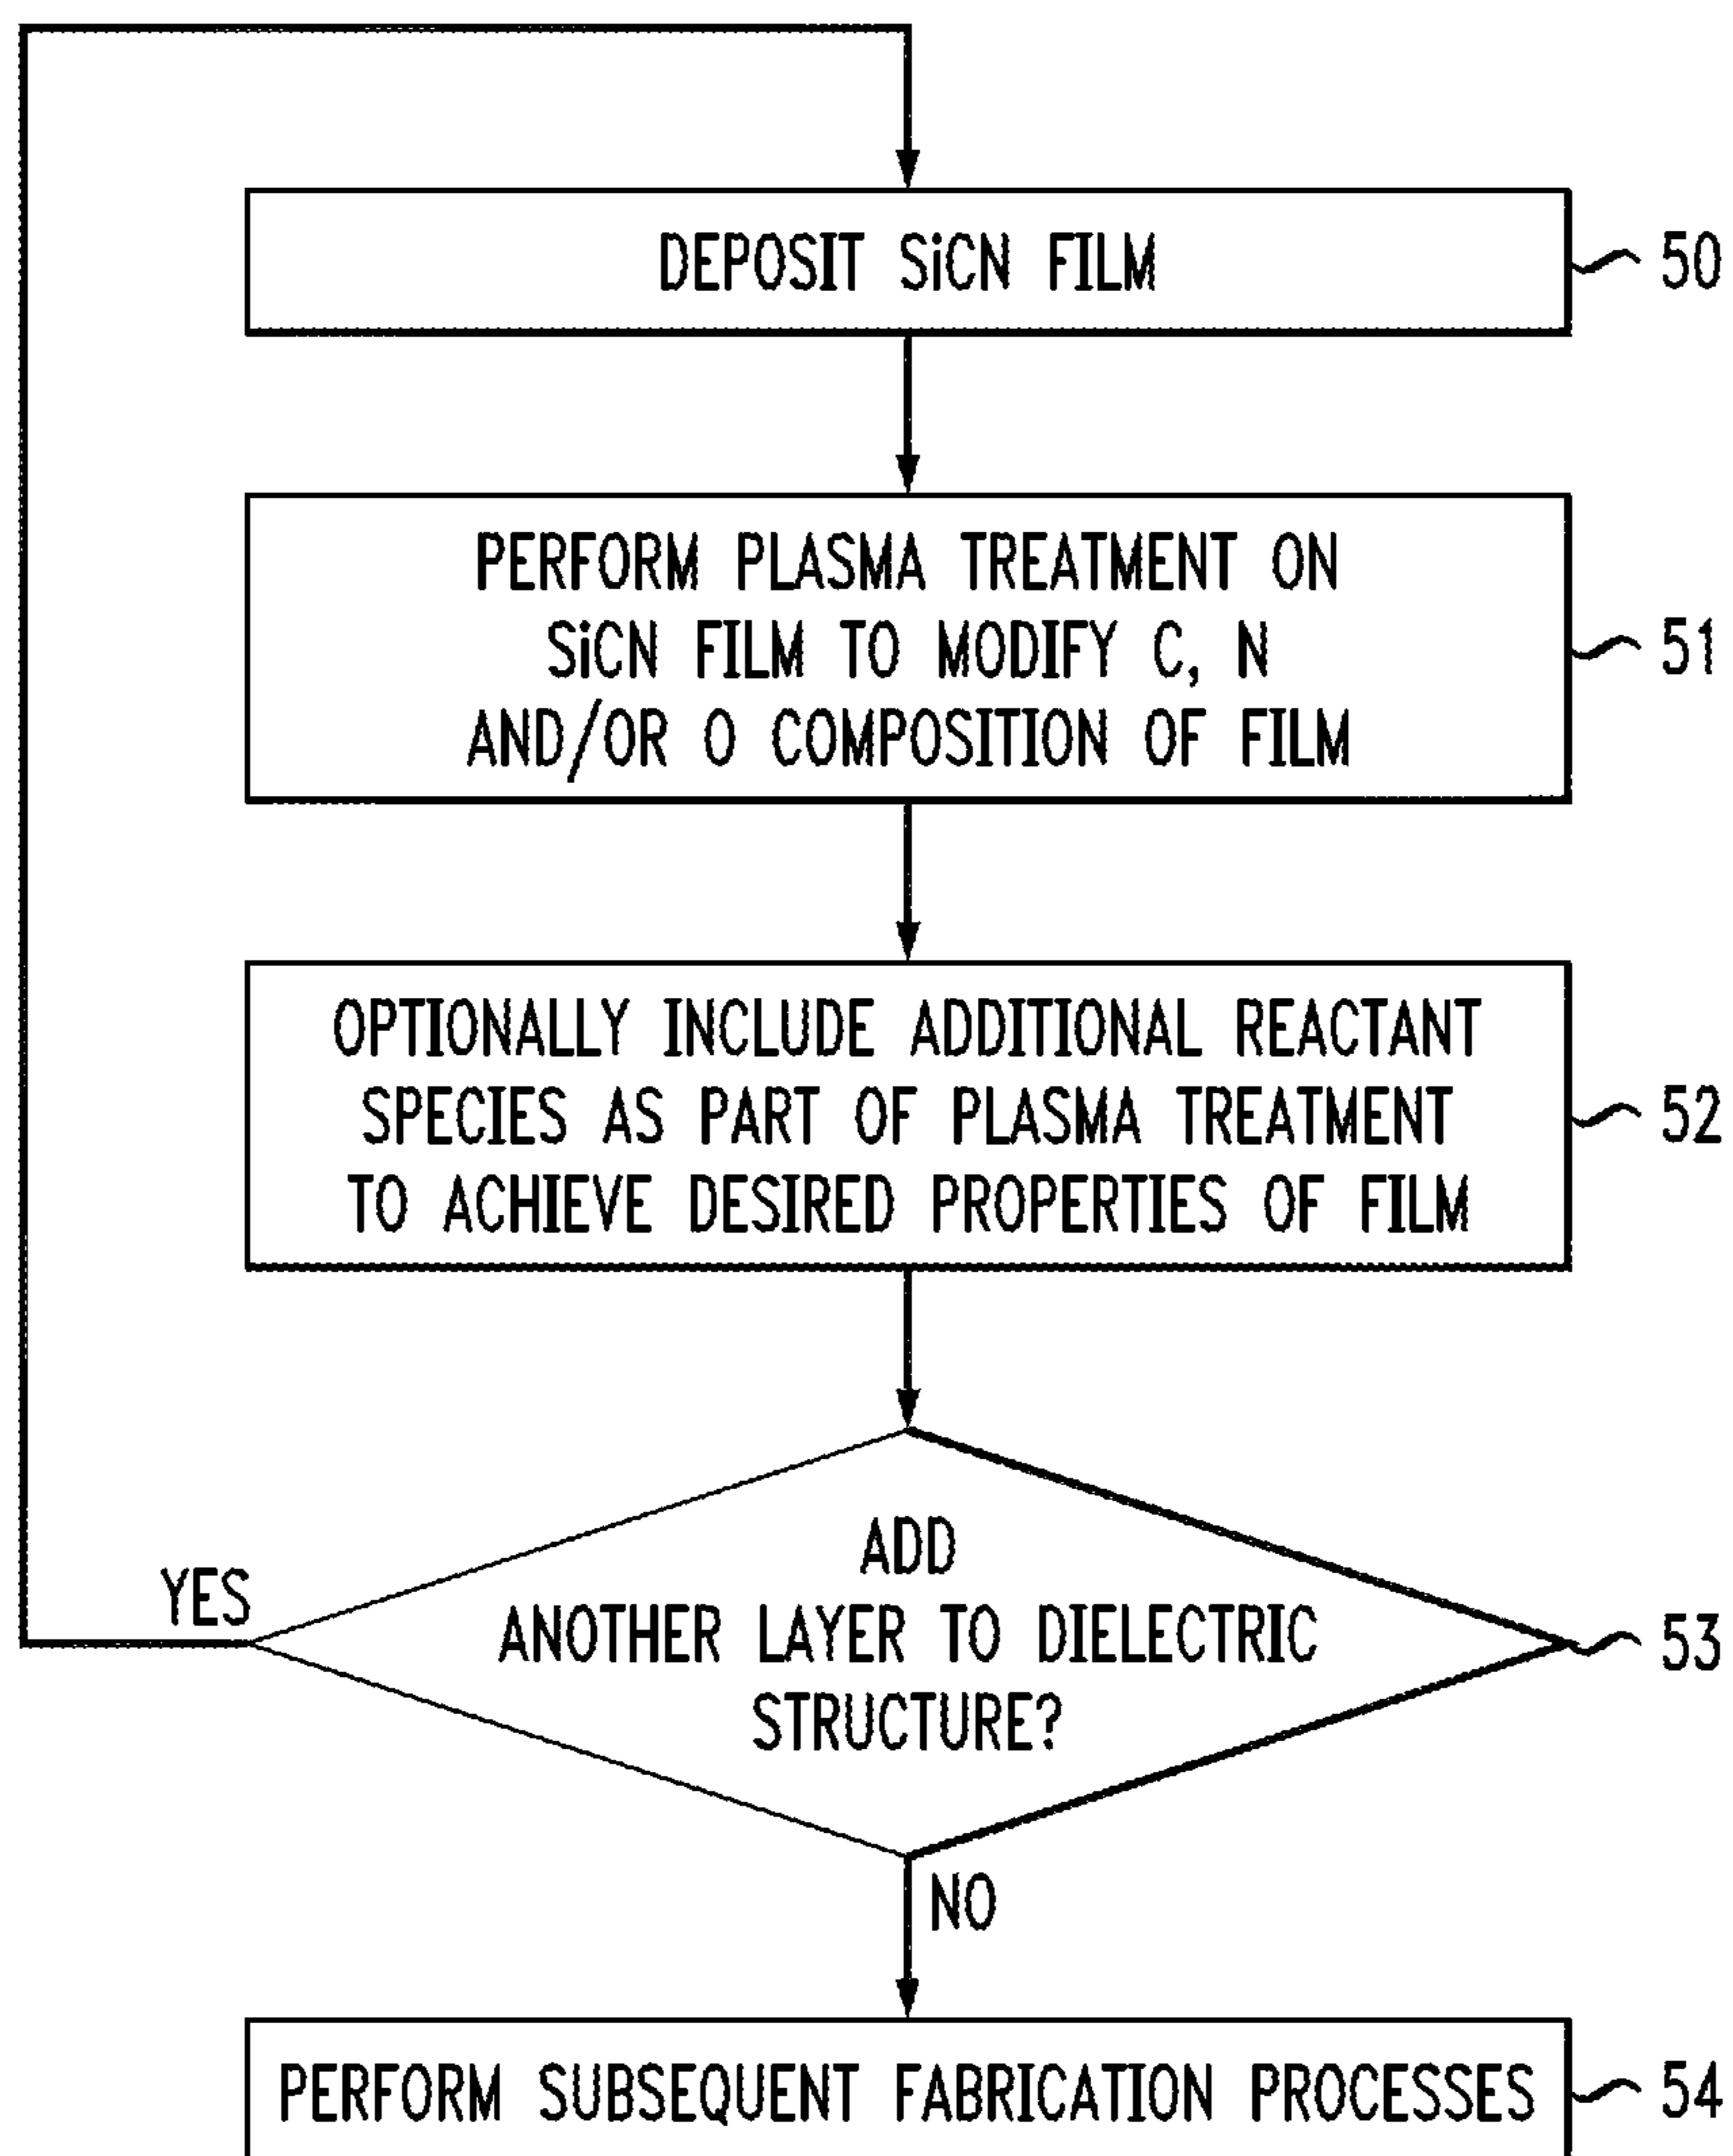 DEPOSIT SiCN FILM
50
PERFORM PLASMA TREATMENT ON
SiCN FILM TO MODIFY C, N
AND/OR O COMPOSITION OF FILM
51
OPTIONALLY INCLUDE ADDITIONAL REACTANT
SPECIES AS PART OF PLASMA TREATMENT
TO ACHIEVE DESIRED PROPERTIES OF FILM
52
ADD
ANOTHER LAYER TO DIELECTRIC
STRUCTURE?
53
YES
NO
PERFORM SUBSEQUENT FABRICATION PROCESSES
54